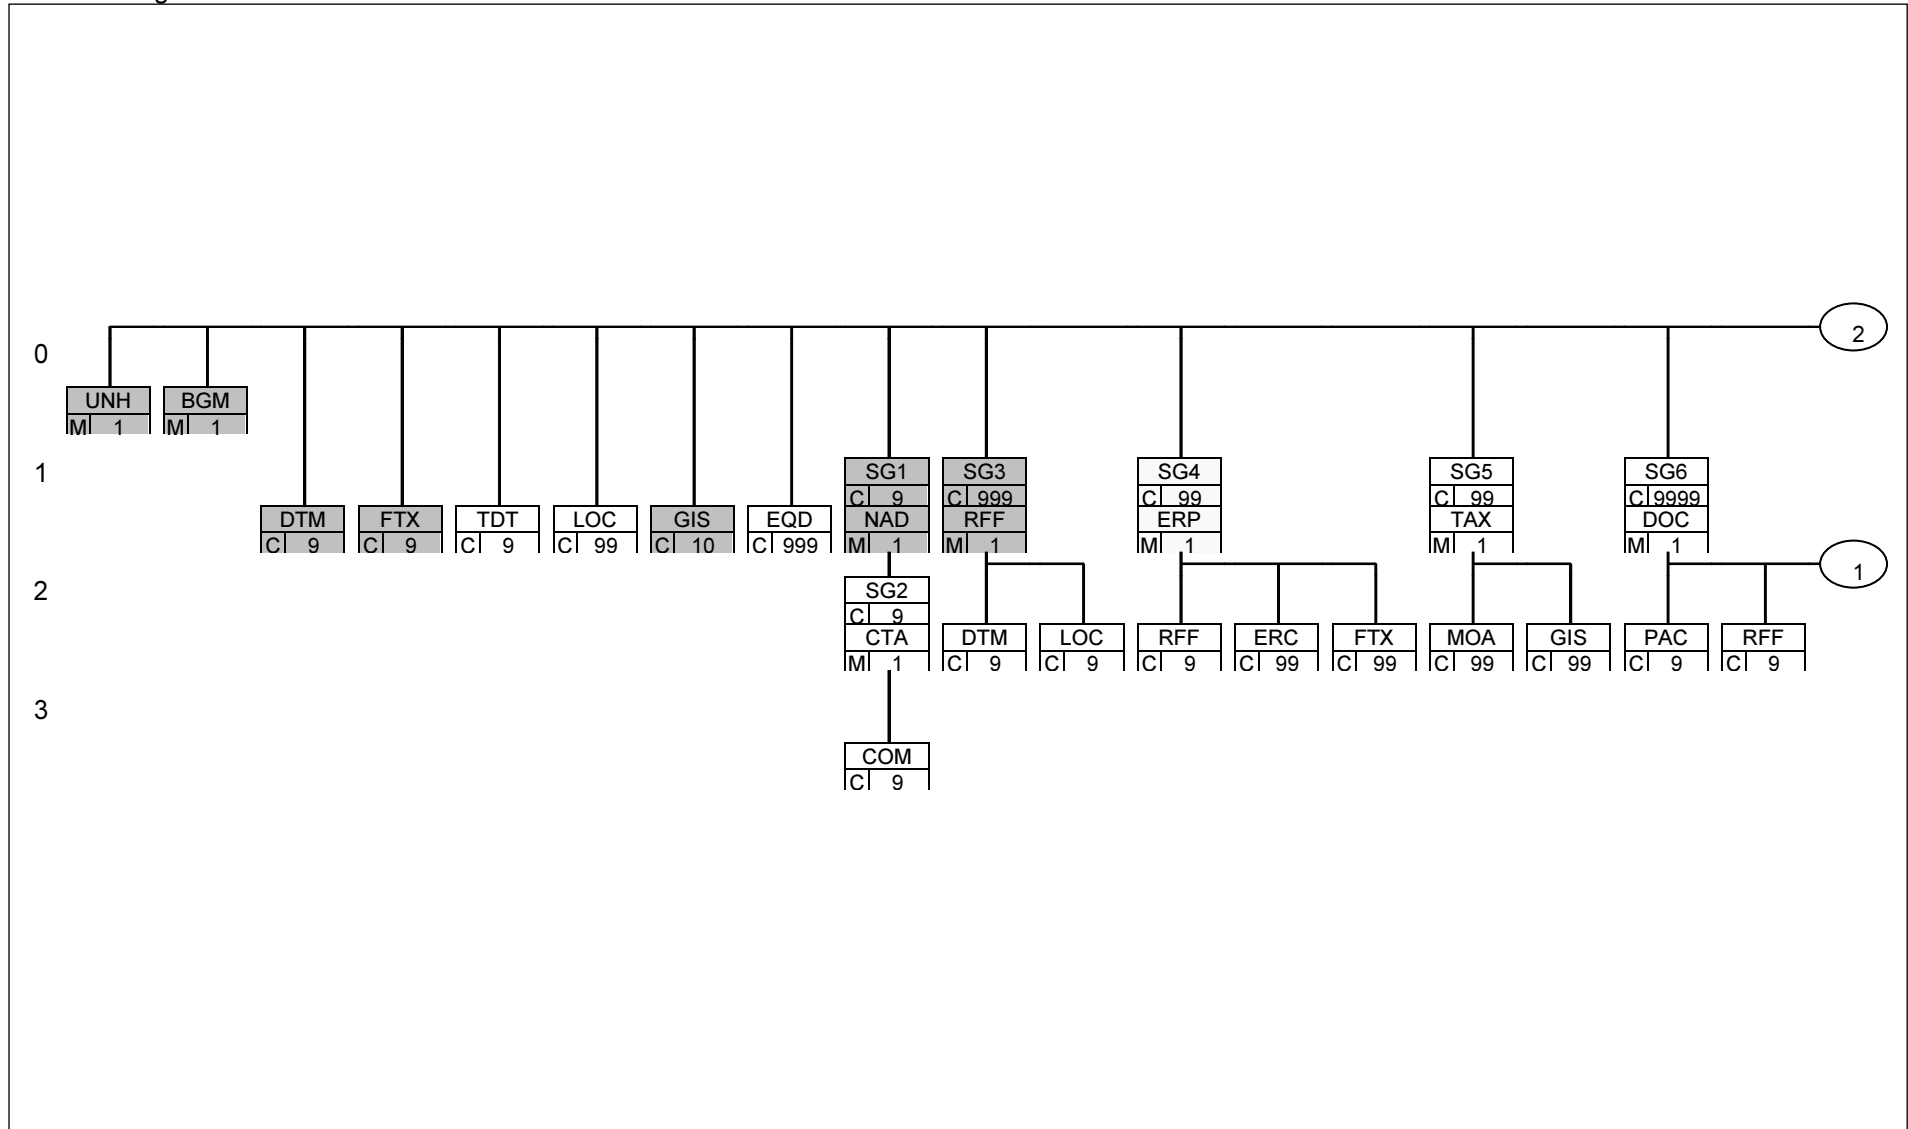 2
0
UNH BGM
M 1 M 1
1
SG1 SG3 SG4 SG5 SG6
C 9 C 999 C 99 C 99 C 9999
DTM FTX TDT LOC GIS EQD NAD RFF ERP TAX DOC
C 9 C 9 C 9 C 99 C 10 C 999 M 1 M 1 M 1 M 1 M 1
1
2
SG2
C 9
CTA DTM LOC RFF ERC FTX MOA GIS PAC RFF
M 1 C 9 C 9 C 9 C 99 C 99 C 99 C 99 C 9 C 9
3
COM
C 9